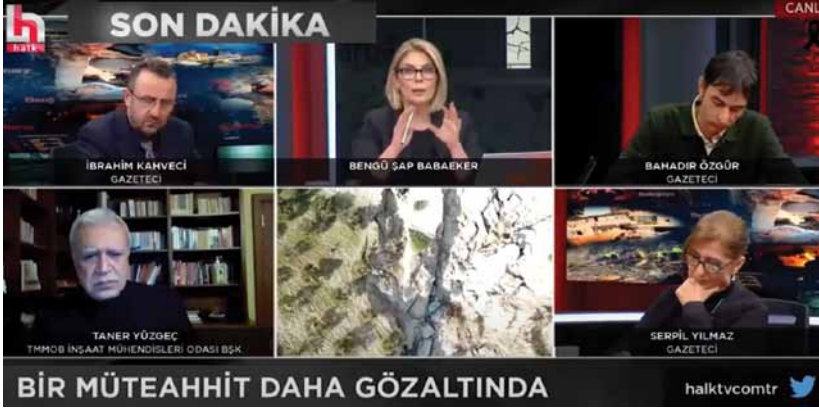 halk
SON DAKİKA
CANL
İBRAHİM KAHVECİ
GAZETECİ
BENGÜ ŞAP BABAEKER
BAHADIR ÖZGÜR
GAZETECİ
TANER YÜZGEÇ
TMMOB İNŞAAT MÜHENDİSLERİ ODASI BŞK
SERPİL YILMAZ
GAZETECİ
BİR MÜTEAHHİT DAHA GÖZALTINDA
halktvcomtr